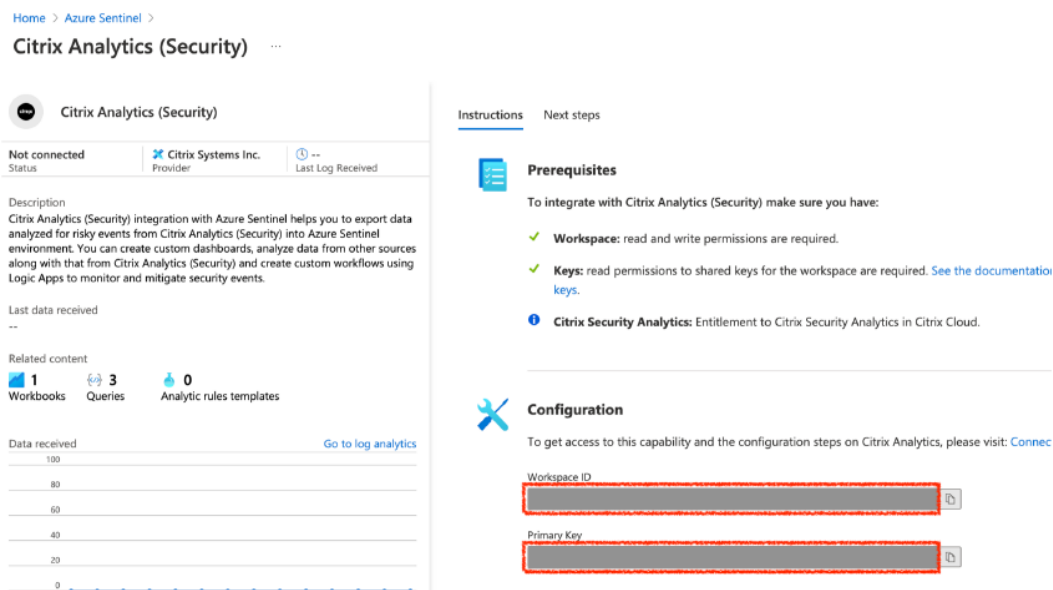 Home > Azure Sentinel >
Citrix Analytics (Security) ...
Citrix Analytics (Security)
Not connected
Status
Citrix Systems Inc.
Provider
--
Last Log Received
Description
Citrix Analytics (Security) integration with Azure Sentinel helps you to export data
analyzed for risky events from Citrix Analytics (Security) into Azure Sentinel
environment. You can create custom dashboards, analyze data from other sources
along with that from Citrix Analytics (Security) and create custom workflows using
Logic Apps to monitor and mitigate security events.
Last data received
--
Related content
1
Workbooks
3
Queries
0
Analytic rules templates
Data received
Go to log analytics
100
80
60
40
20
0
Instructions
Next steps
Prerequisites
To integrate with Citrix Analytics (Security) make sure you have:
Workspace: read and write permissions are required.
Keys: read permissions to shared keys for the workspace are required. See the documentation
keys.
Citrix Security Analytics: Entitlement to Citrix Security Analytics in Citrix Cloud.
Configuration
To get access to this capability and the configuration steps on Citrix Analytics, please visit: Connec
Workspace ID
Primary Key